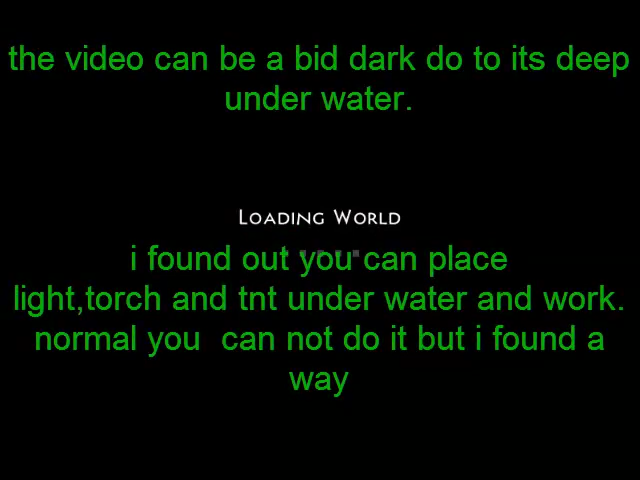 the video can be a bid dark do to its deep
under water.
Loading World
i found out you can place
light,torch and tnt under water and work.
normal you  can not do it but i found a
way